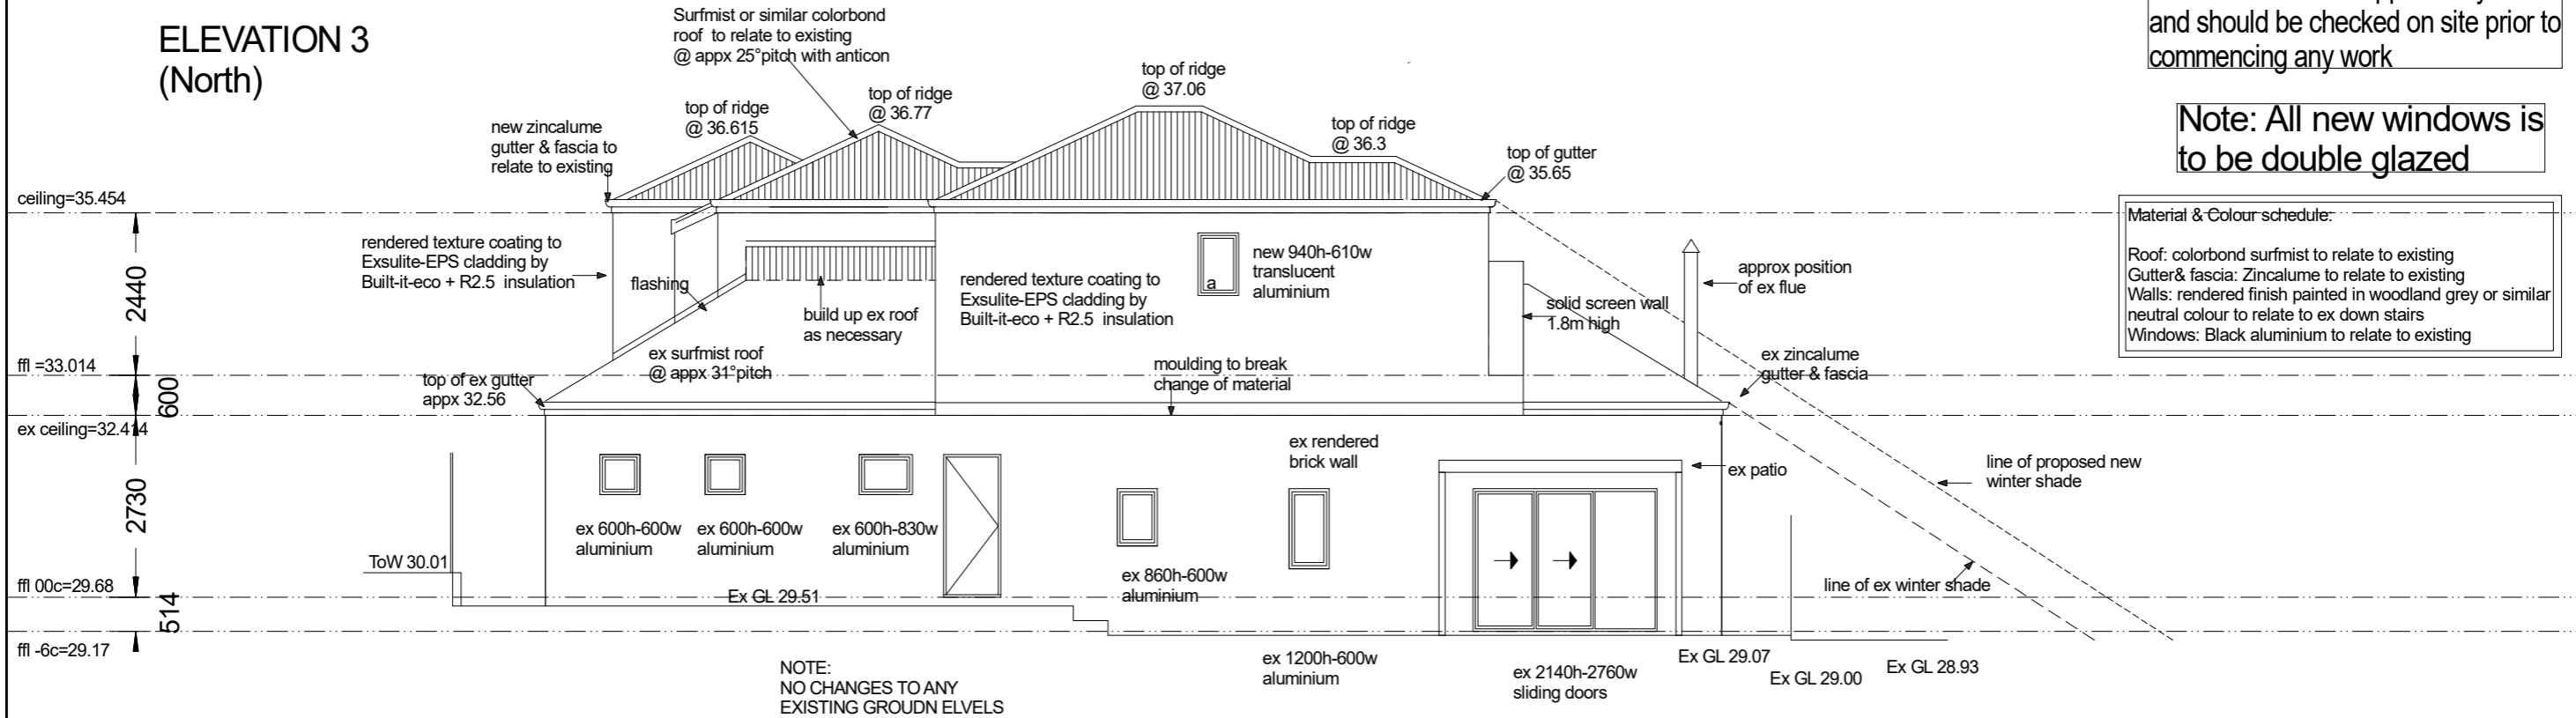 ELEVATION 3
(North)
Surfmist or similar colorbond
roof to relate to existing
@ appx 25°pitch with anticon
top of ridge
@ 36.615
top of ridge
@ 36.77
top of ridge
@ 37.06
top of ridge
@ 36.3
top of gutter
@ 35.65
new zincalume
gutter & fascia to
relate to existing
and should be checked on site prior to
commencing any work
Note: All new windows is
to be double glazed
Material & Colour schedule:
Roof: colorbond surfmist to relate to existing
Gutter& fascia: Zincalume to relate to existing
Walls: rendered finish painted in woodland grey or similar
neutral colour to relate to ex down stairs
Windows: Black aluminium to relate to existing
ceiling=35.454
2440
ffl =33.014
600
ex ceiling=32.414
2730
ffl 00c=29.68
514
ffl -6c=29.17
rendered texture coating to
Exsulite-EPS cladding by
Built-it-eco + R2.5 insulation
flashing
build up ex roof
as necessary
rendered texture coating to
Exsulite-EPS cladding by
Built-it-eco + R2.5 insulation
a
new 940h-610w
translucent
aluminium
solid screen wall
1.8m high
approx position
of ex flue
ex surfmist roof
@ appx 31°pitch
top of ex gutter
appx 32.56
moulding to break
change of material
ex zincalume
gutter & fascia
ex rendered
brick wall
ex patio
line of proposed new
winter shade
line of ex winter shade
ToW 30.01
ex 600h-600w
aluminium
ex 600h-600w
aluminium
ex 600h-830w
aluminium
ex 860h-600w
aluminium
Ex GL 29.51
ex 1200h-600w
aluminium
ex 2140h-2760w
sliding doors
Ex GL 29.07
Ex GL 29.00
Ex GL 28.93
NOTE:
NO CHANGES TO ANY
EXISTING GROUDN ELVELS